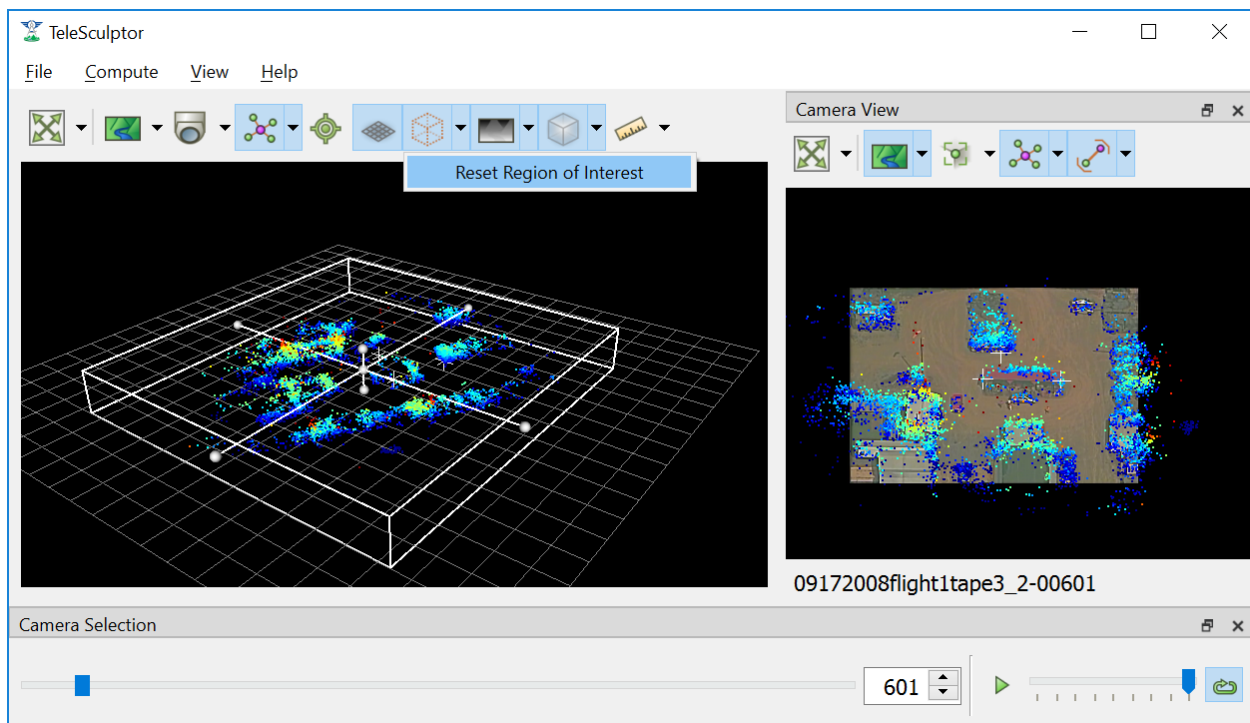 TeleSculptor
File Compute View Help
Camera View
Reset Region of Interest
09172008flight1tape3_2-00601
Camera Selection
601